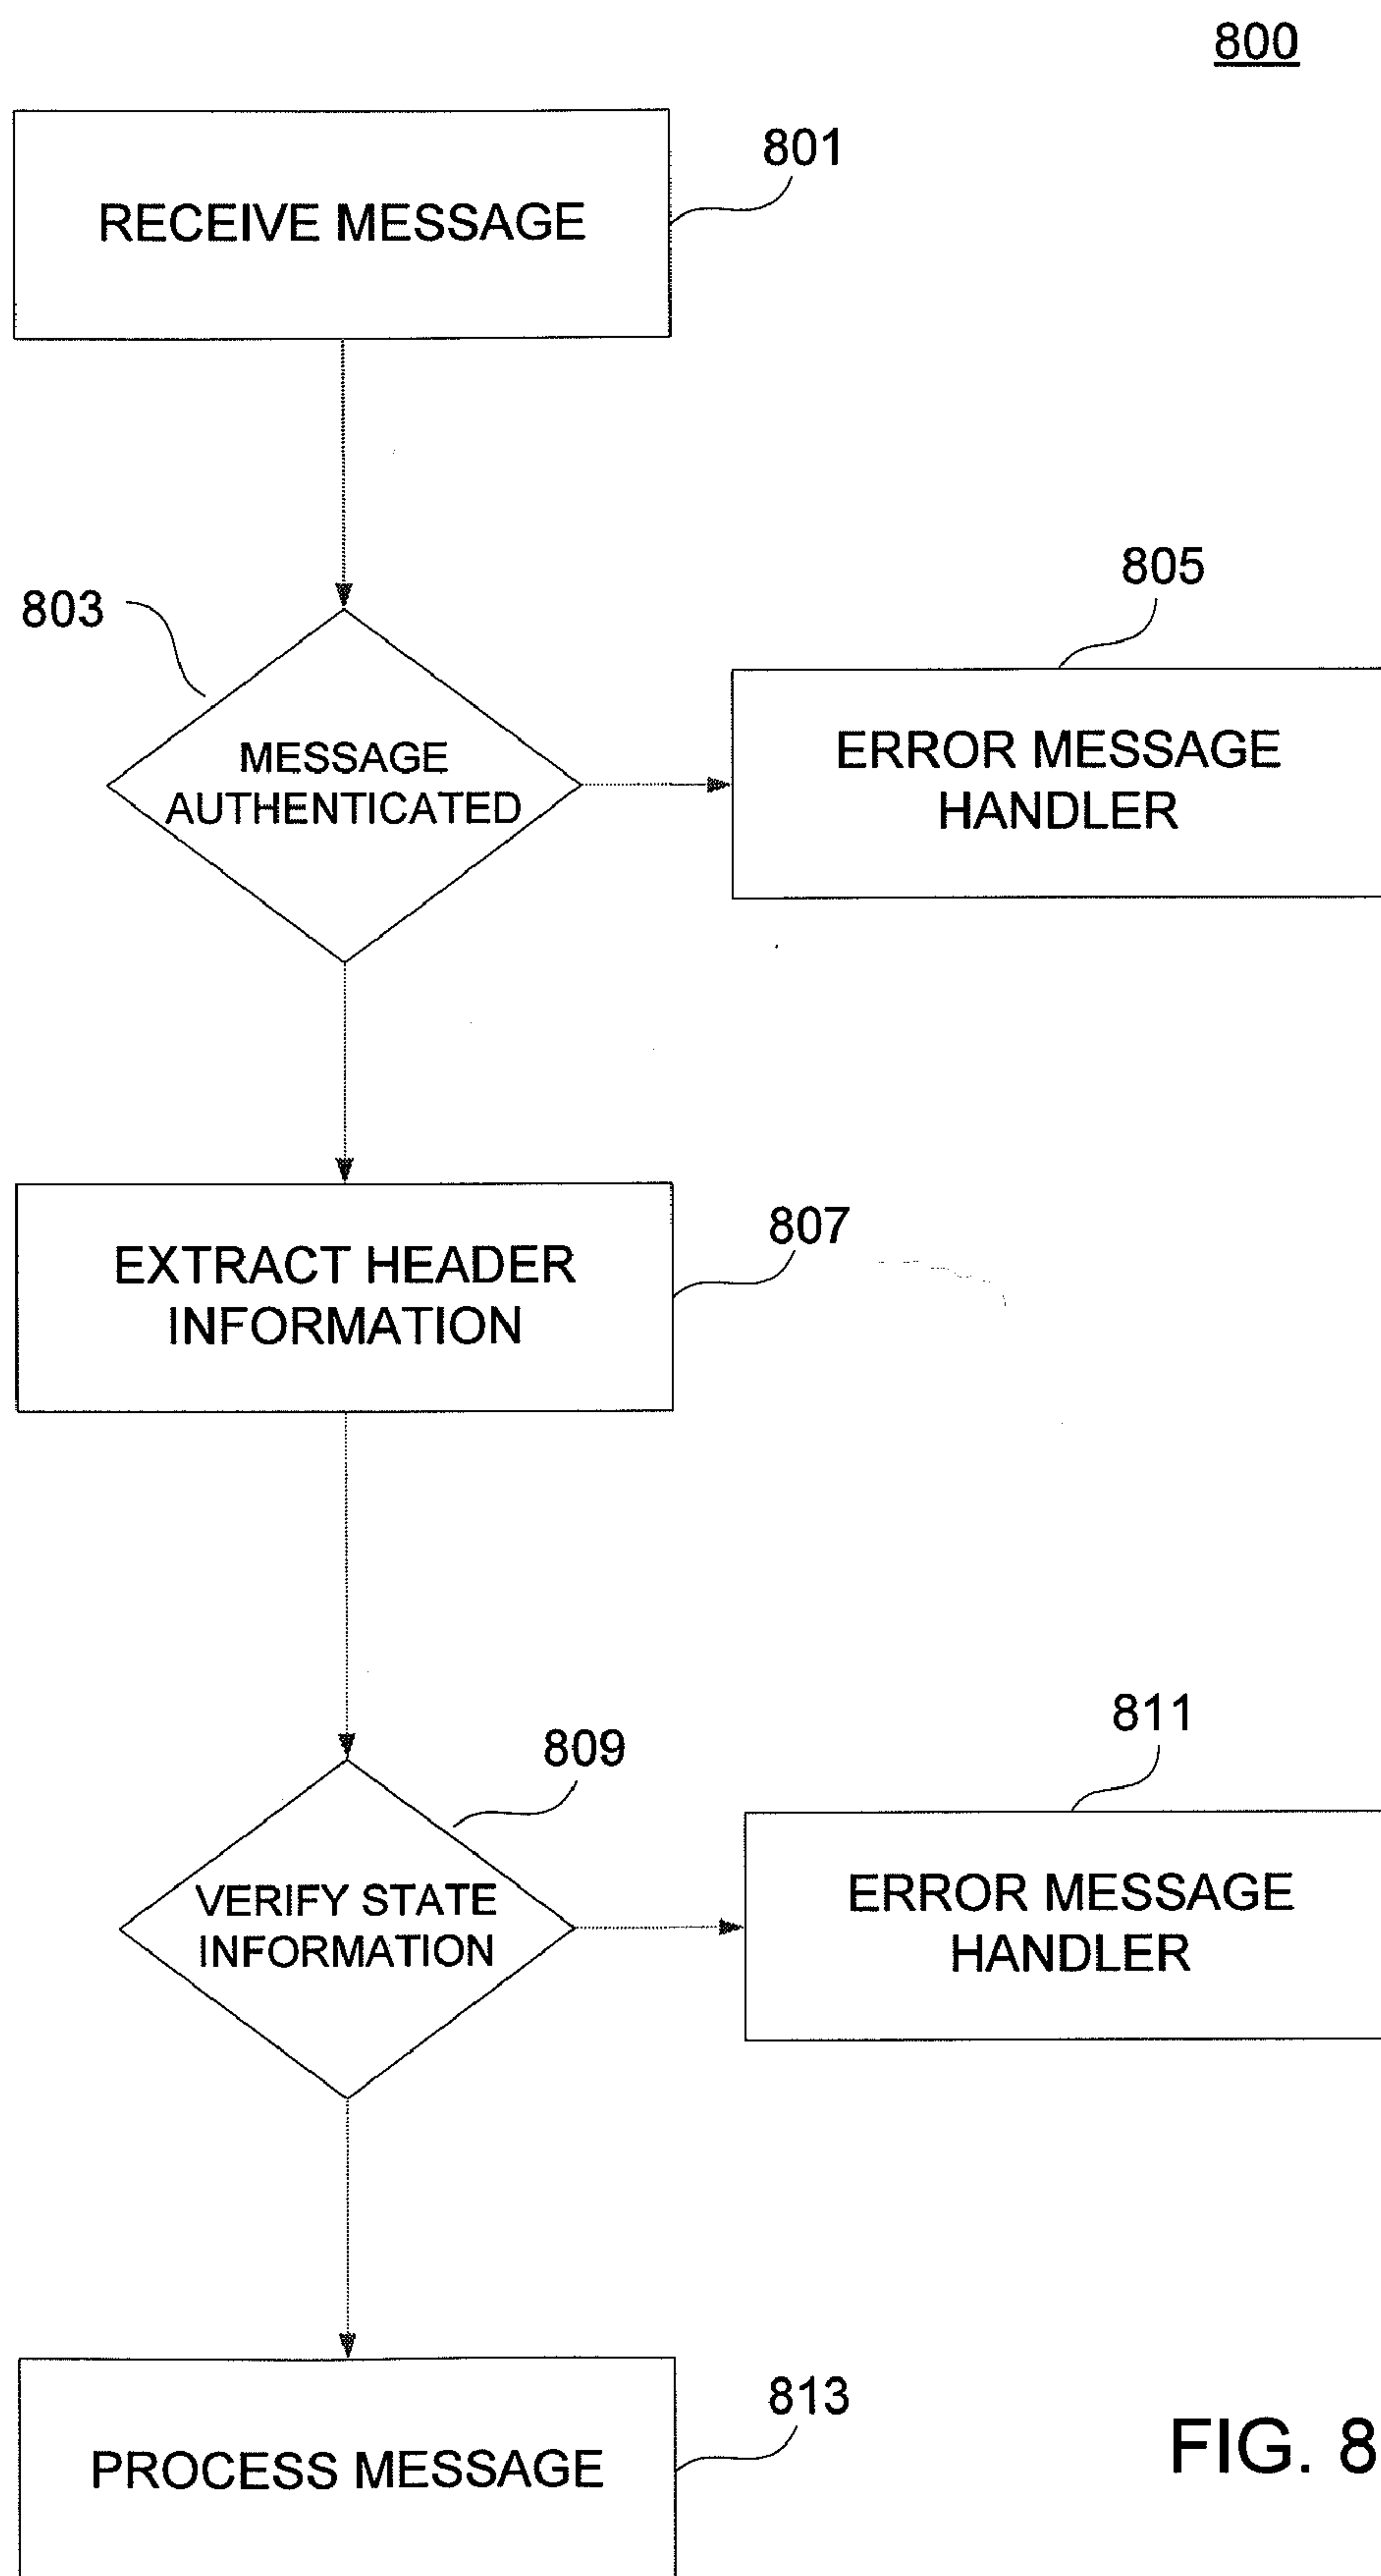 800
801
RECEIVE MESSAGE
803
MESSAGE
AUTHENTICATED
805
ERROR MESSAGE
HANDLER
807
EXTRACT HEADER
INFORMATION
809
VERIFY STATE
INFORMATION
811
ERROR MESSAGE
HANDLER
813
PROCESS MESSAGE
FIG. 8